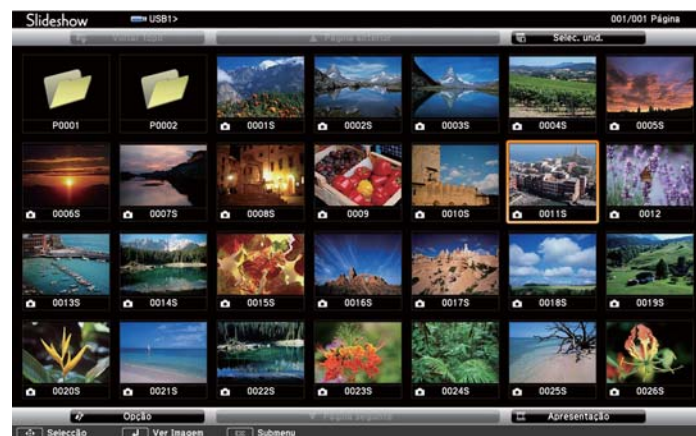 Slideshow USB1> 001/001 Página
Voltar topo Página anterior Selec. unid.
P0001 P0002 0001S 0002S 0003S 0004S 0005S
0006S 0007S 0008S 0009 0010S 0011S 0012
0013S 0014S 0015S 0016S 0017S 0018S 0019S
0020S 0021S 0022S 0023S 0024S 0025S 0026S
Opção Página seguinte Apresentação
Selecção Ver Imagem ESC Submenu